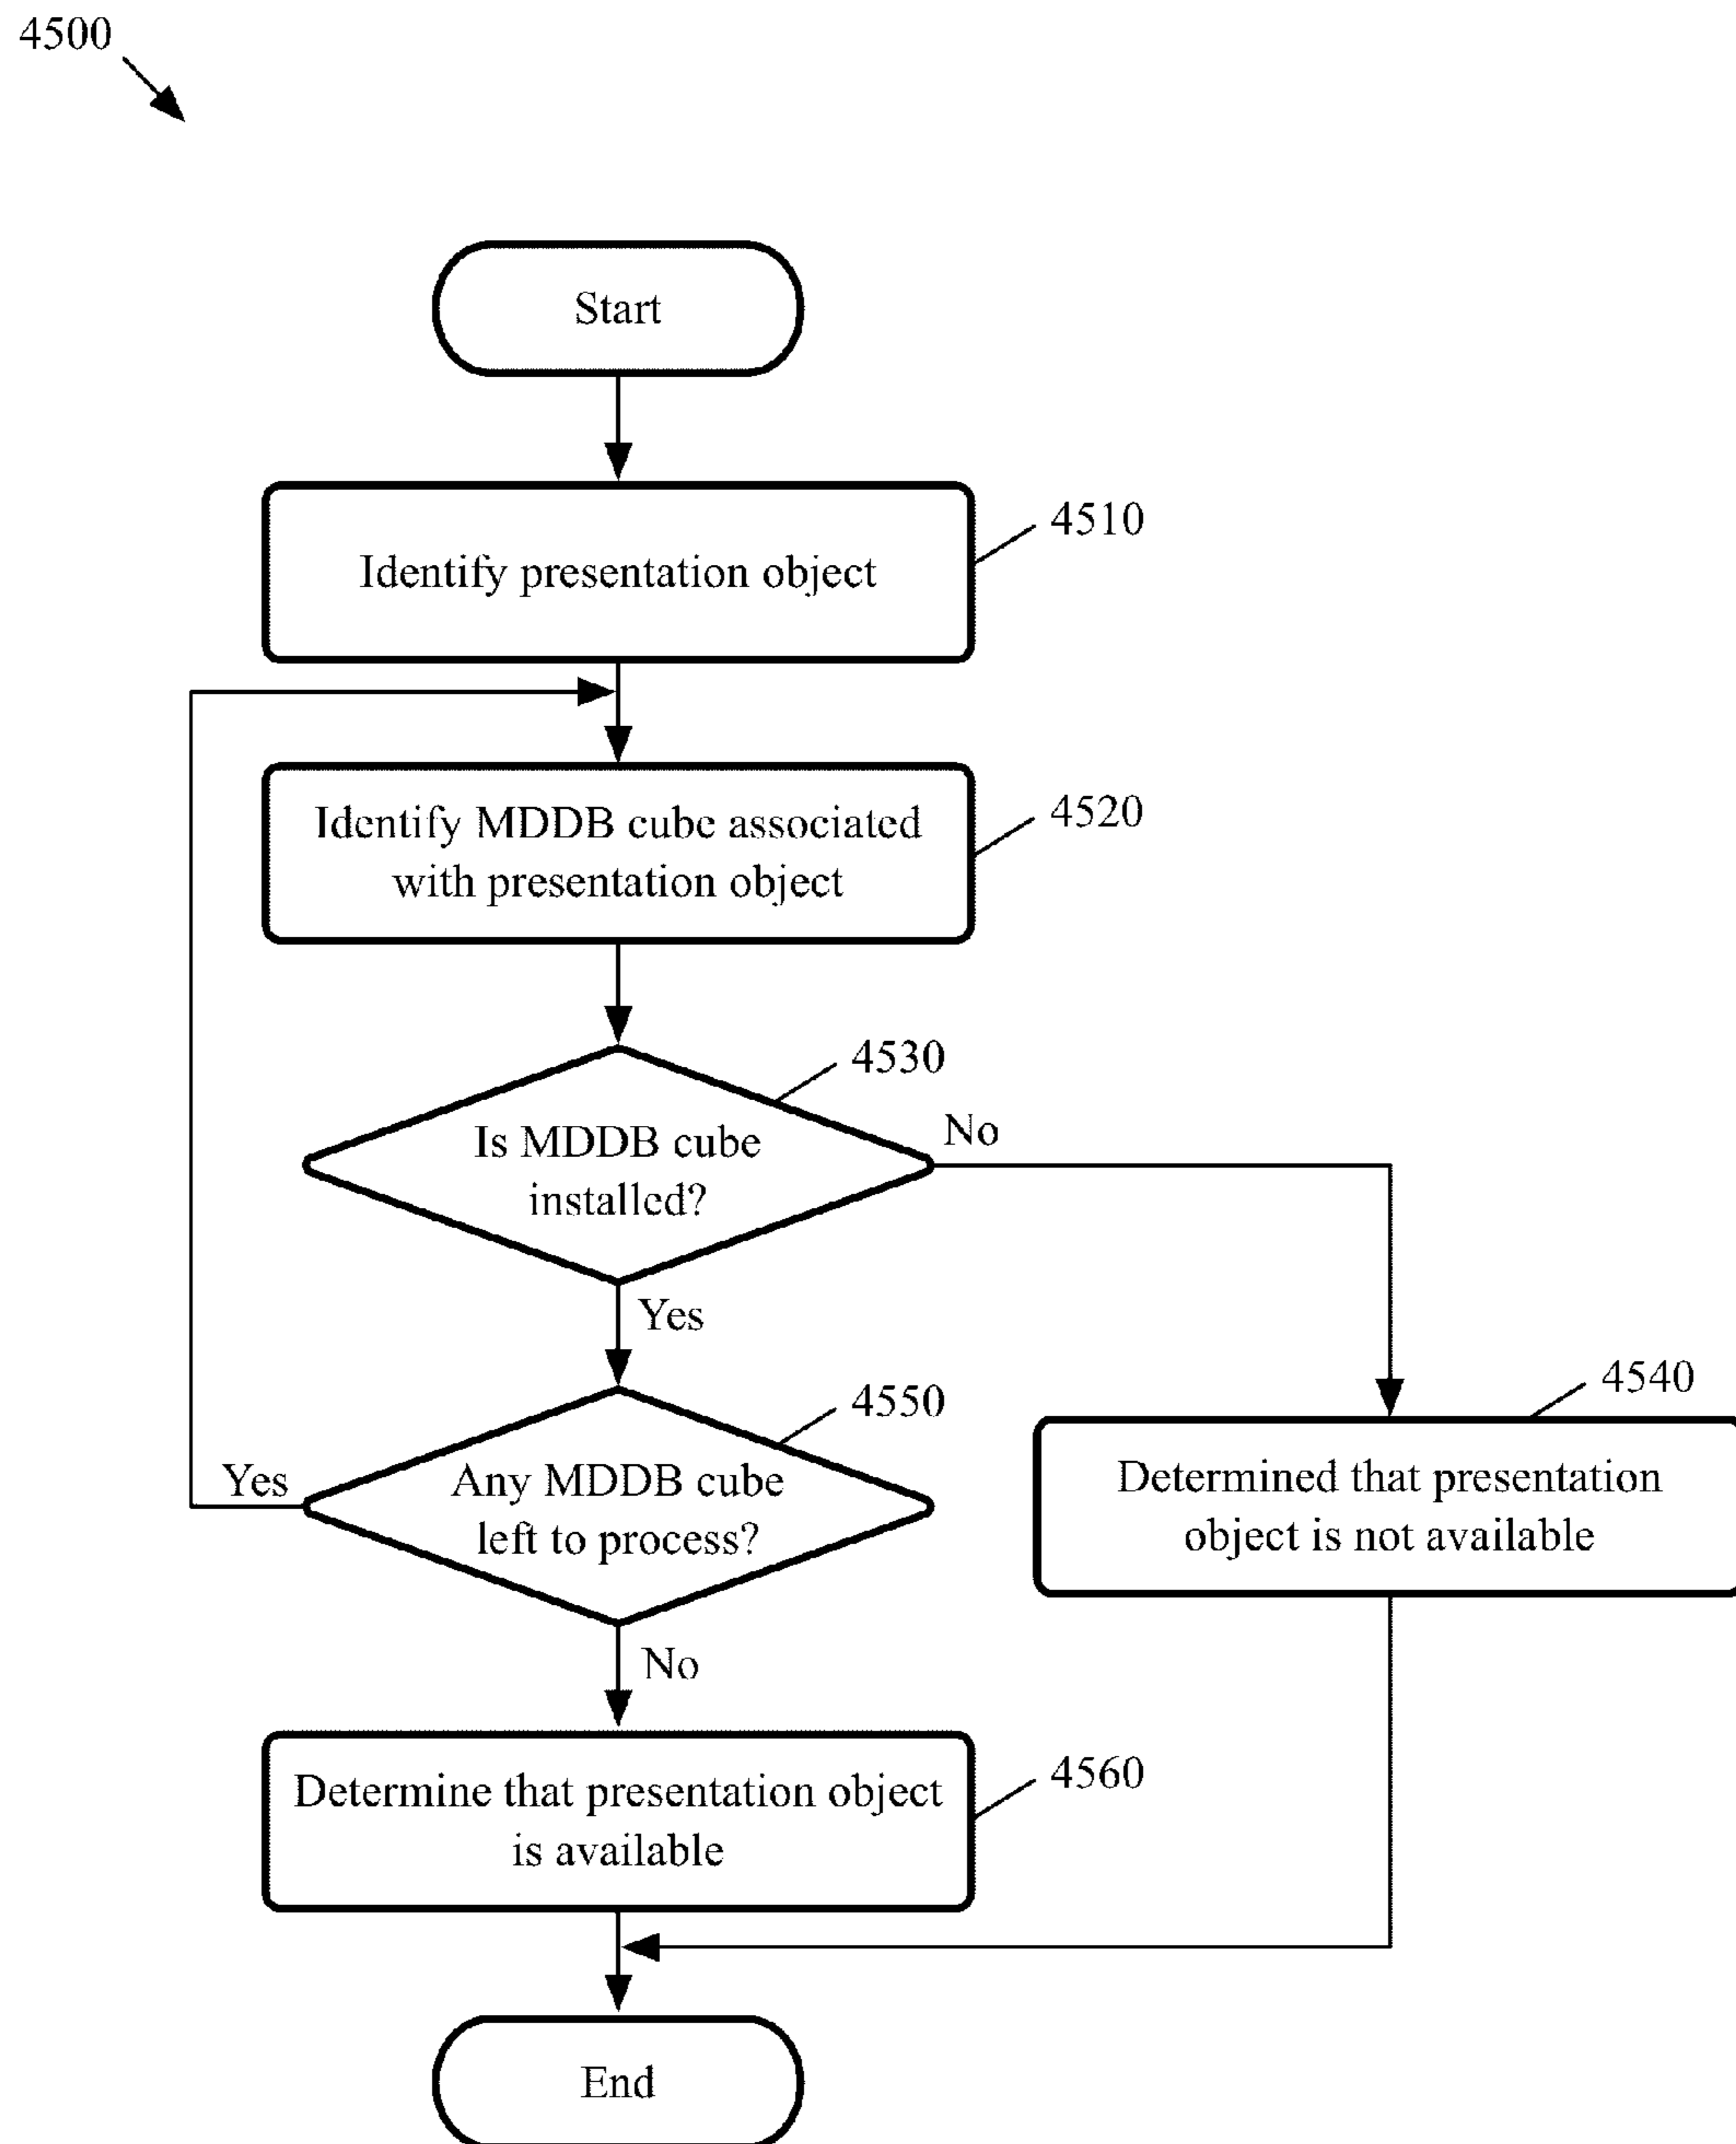 4500
Start
Identify presentation object
4510
Identify MDDB cube associated
with presentation object
4520
4530
Is MDDB cube
installed?
No
Yes
4550
Any MDDB cube
left to process?
Yes
No
4540
Determined that presentation
object is not available
Determine that presentation object
is available
4560
End